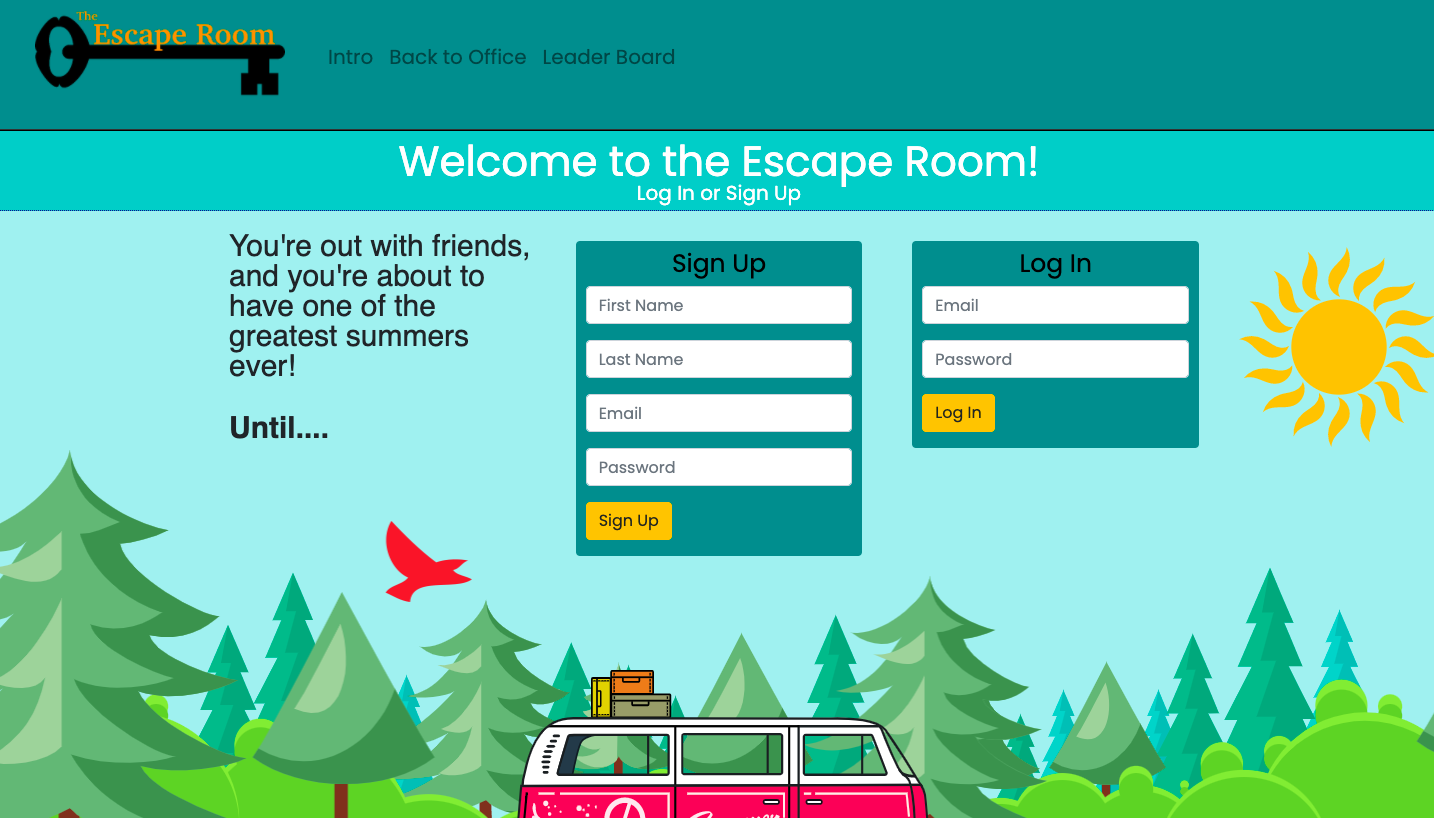 The
Escape Room
Intro Back to Office Leader Board
Welcome to the Escape Room!
Log In or Sign Up
You're out with friends,
and you're about to
have one of the
greatest summers
ever!
Until....
Sign Up
First Name
Last Name
Email
Password
Sign Up
Log In
Email
Password
Log In